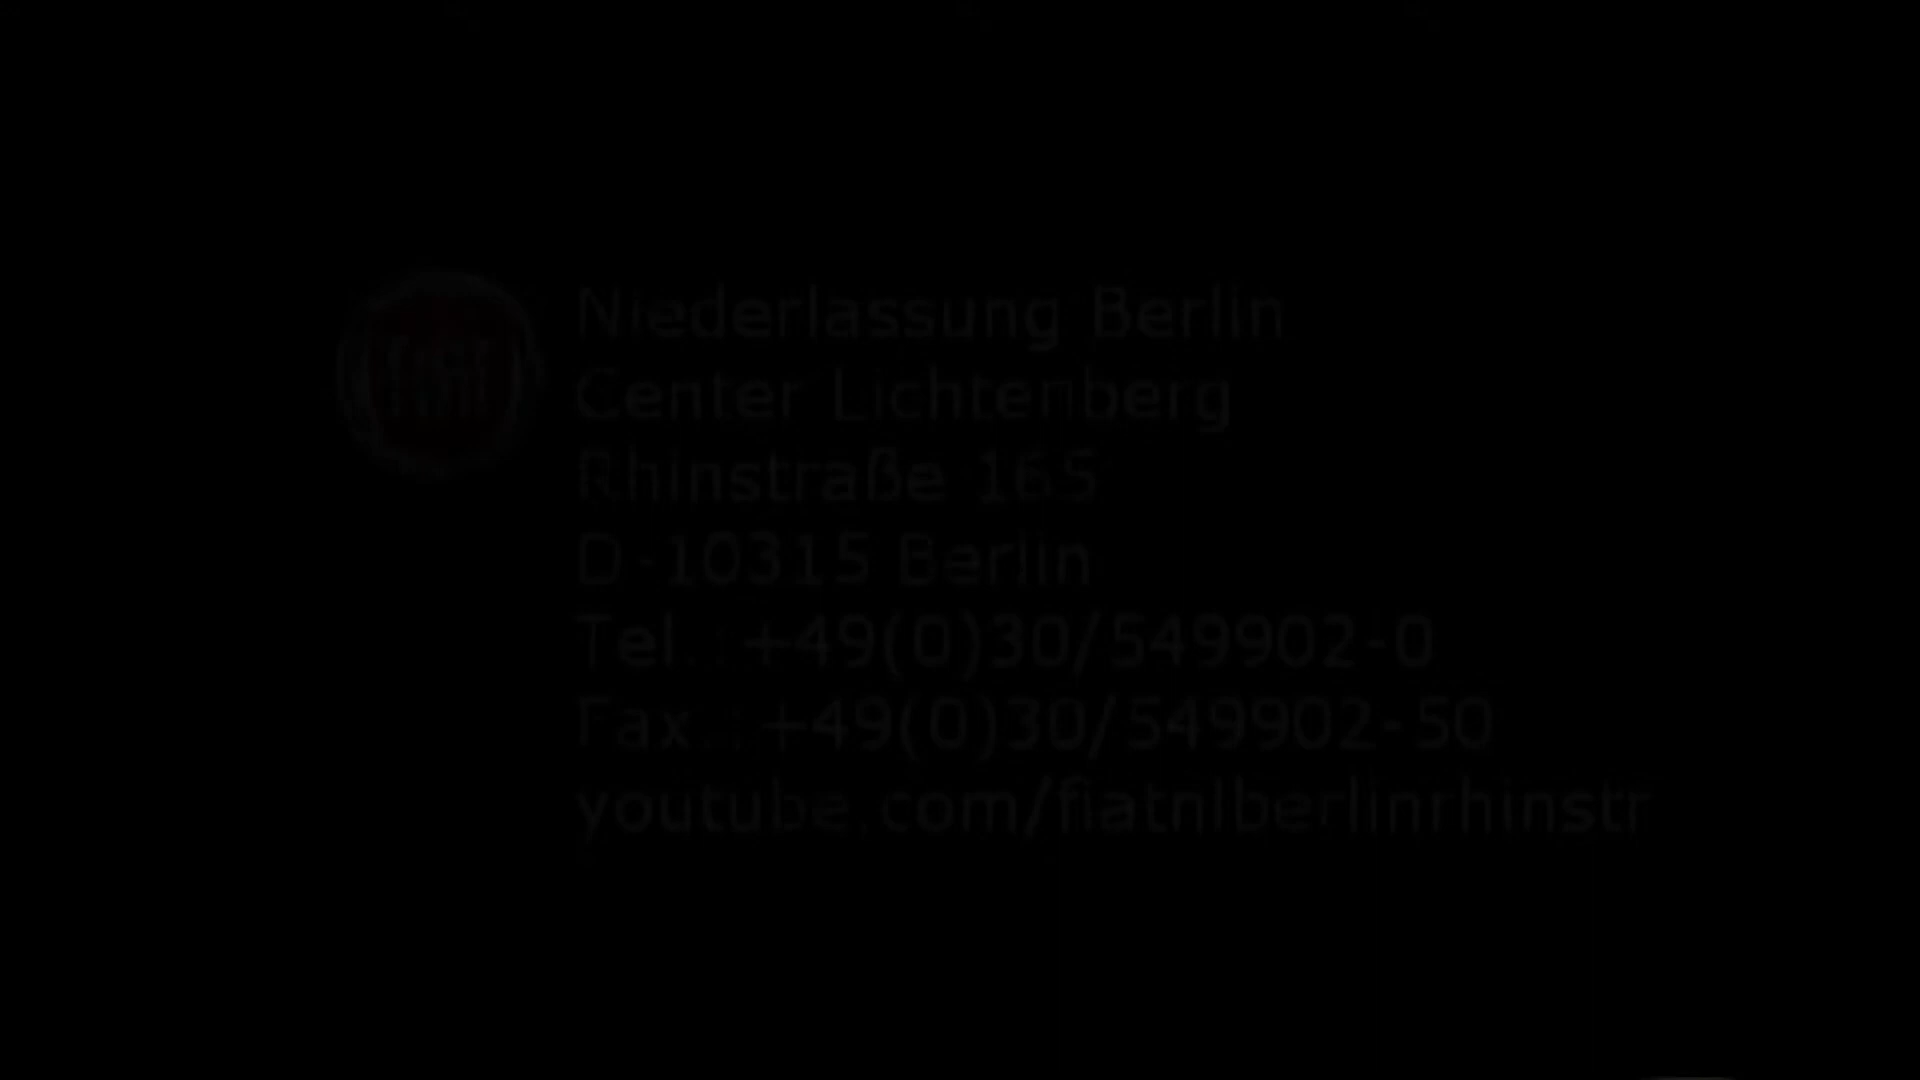 FIAT
Niederlassung Berlin
Center Lichtenberg
Rhinstraße 165
D-10315 Berlin
Tel.: +49(0)30/549902-0
Fax.: +49(0)30/549902-50
youtube.com/fiatnlberlinrhinstr